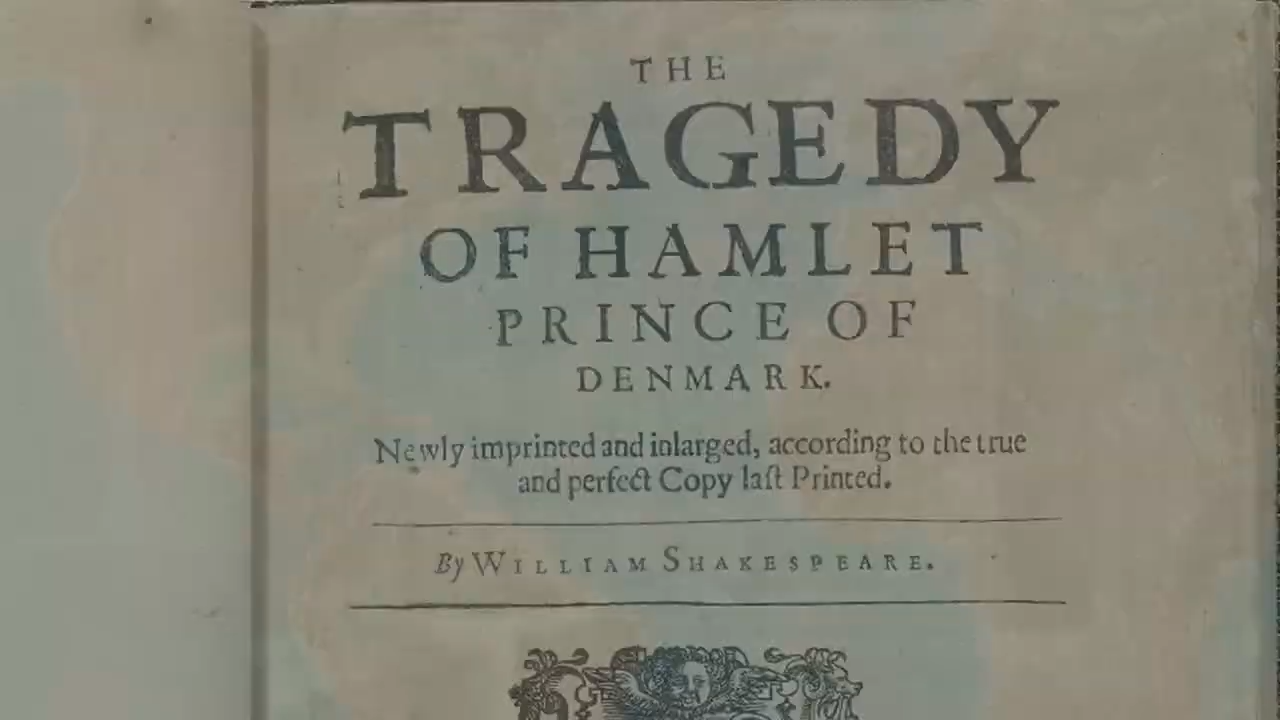 THE
TRAGEDY
OF HAMLET
PRINCE OF
DENMARK.
Newly imprinted and inlarged, according to the true
and perfect Copy laſt Printed.
By WILLIAM SHAKESPEARE.